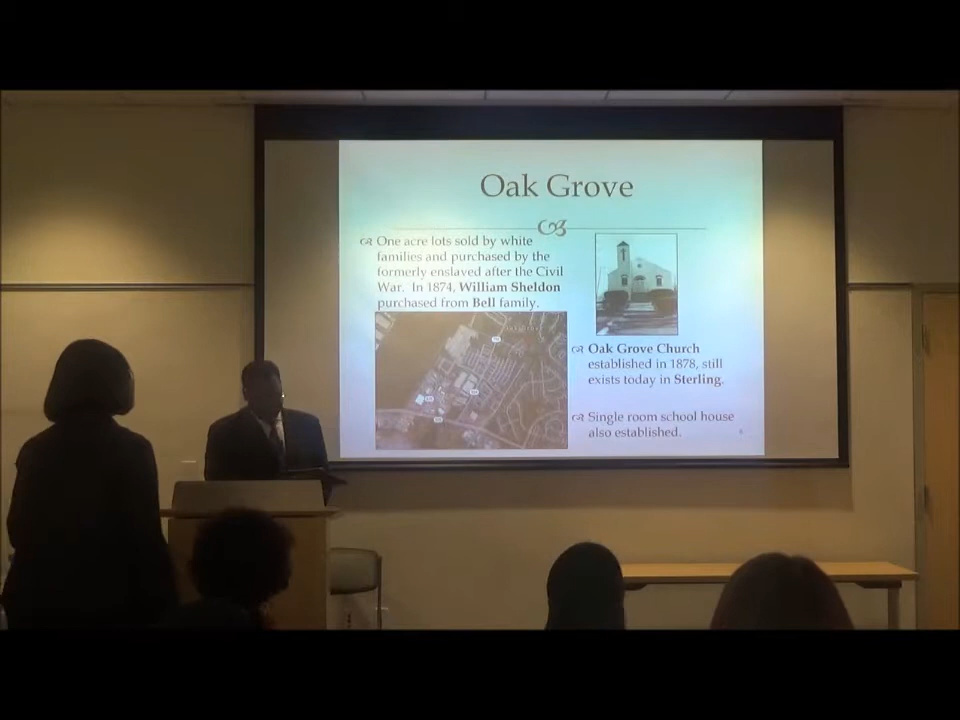 Oak Grove
One acre lots sold by white
families and purchased by the
formerly enslaved after the Civil
War. In 1874, William Sheldon
purchased from Bell family.
Oak Grove Church
established in 1878, still
exists today in Sterling.
Single room school house
also established.